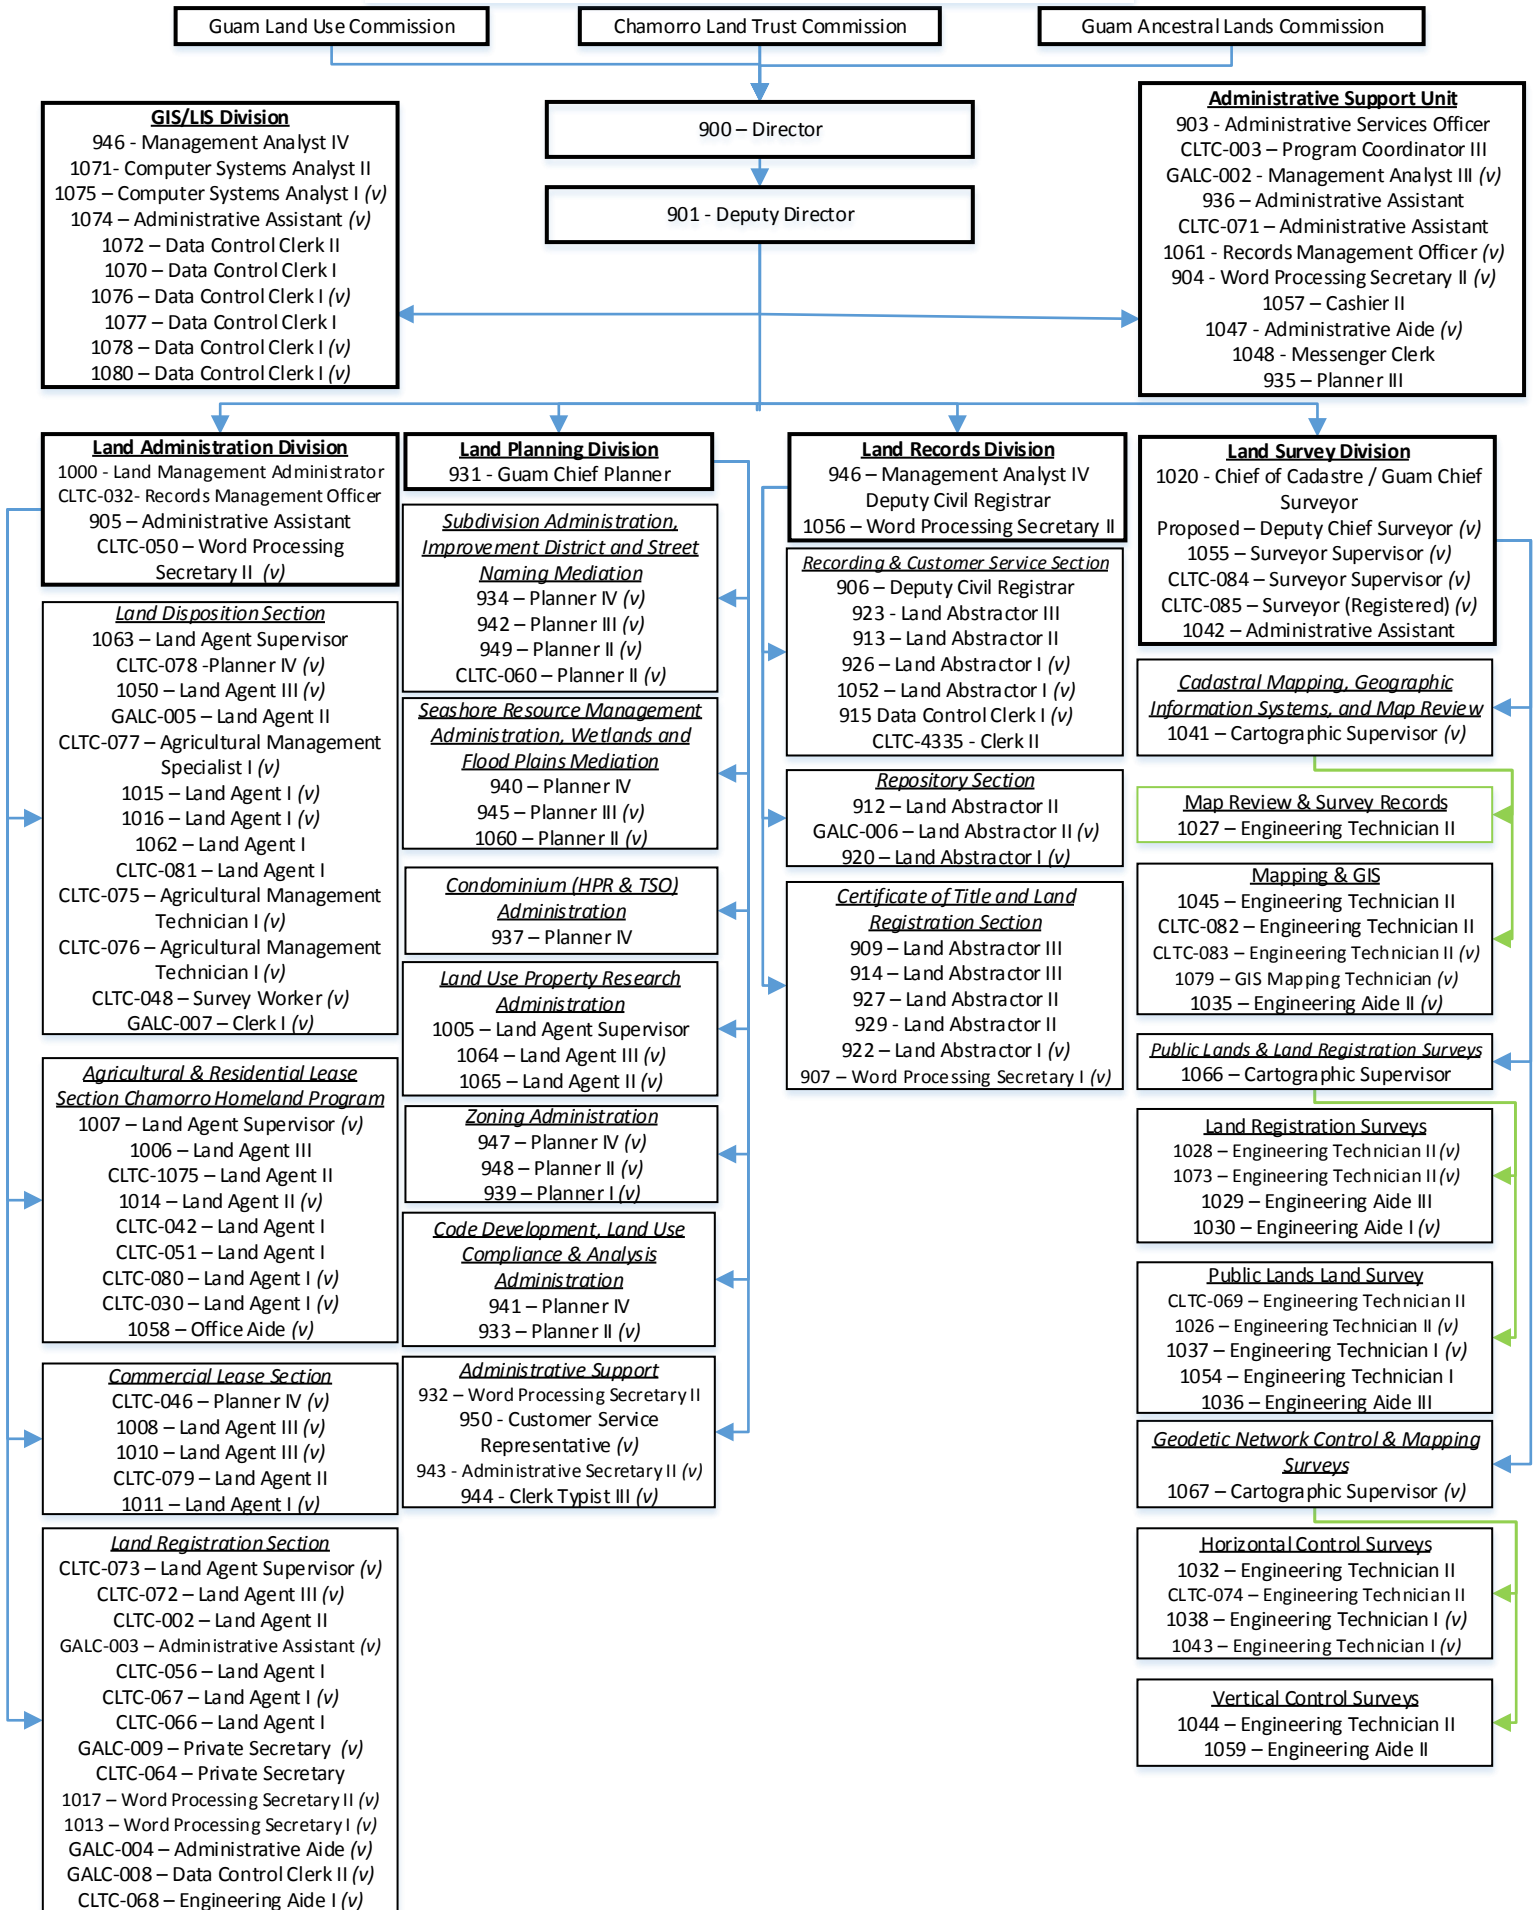 Guam Land Use Commission
Chamorro Land Trust Commission
Guam Ancestral Lands Commission
900 – Director
901 - Deputy Director
GIS/LIS Division
946 - Management Analyst IV
1071- Computer Systems Analyst II
1075 – Computer Systems Analyst I (v)
1074 – Administrative Assistant (v)
1072 – Data Control Clerk II
1070 – Data Control Clerk I
1076 – Data Control Clerk I (v)
1077 – Data Control Clerk I
1078 – Data Control Clerk I (v)
1080 – Data Control Clerk I (v)
Administrative Support Unit
903 - Administrative Services Officer
CLTC-003 – Program Coordinator III
GALC-002 - Management Analyst III (v)
936 – Administrative Assistant
CLTC-071 – Administrative Assistant
1061 - Records Management Officer (v)
904 - Word Processing Secretary II (v)
1057 – Cashier II
1047 - Administrative Aide (v)
1048 - Messenger Clerk
935 – Planner III
Land Administration Division
1000 - Land Management Administrator
CLTC-032- Records Management Officer
905 – Administrative Assistant
CLTC-050 – Word Processing
Secretary II (v)
Land Disposition Section
1063 – Land Agent Supervisor
CLTC-078 -Planner IV (v)
1050 – Land Agent III (v)
GALC-005 – Land Agent II
CLTC-077 – Agricultural Management
Specialist I (v)
1015 – Land Agent I (v)
1016 – Land Agent I (v)
1062 – Land Agent I
CLTC-081 – Land Agent I
CLTC-075 – Agricultural Management
Technician I (v)
CLTC-076 – Agricultural Management
Technician I (v)
CLTC-048 – Survey Worker (v)
GALC-007 – Clerk I (v)
Agricultural & Residential Lease
Section Chamorro Homeland Program
1007 – Land Agent Supervisor (v)
1006 – Land Agent III
CLTC-1075 – Land Agent II
1014 – Land Agent II (v)
CLTC-042 – Land Agent I
CLTC-051 – Land Agent I
CLTC-080 – Land Agent I (v)
CLTC-030 – Land Agent I (v)
1058 – Office Aide (v)
Commercial Lease Section
CLTC-046 – Planner IV (v)
1008 – Land Agent III (v)
1010 – Land Agent III (v)
CLTC-079 – Land Agent II
1011 – Land Agent I (v)
Land Registration Section
CLTC-073 – Land Agent Supervisor (v)
CLTC-072 – Land Agent III (v)
CLTC-002 – Land Agent II
GALC-003 – Administrative Assistant (v)
CLTC-056 – Land Agent I
CLTC-067 – Land Agent I (v)
CLTC-066 – Land Agent I
GALC-009 – Private Secretary (v)
CLTC-064 – Private Secretary
1017 – Word Processing Secretary II (v)
1013 – Word Processing Secretary I (v)
GALC-004 – Administrative Aide (v)
GALC-008 – Data Control Clerk II (v)
CLTC-068 – Engineering Aide I (v)
Land Planning Division
931 - Guam Chief Planner
Subdivision Administration,
Improvement District and Street
Naming Mediation
934 – Planner IV (v)
942 – Planner III (v)
949 – Planner II (v)
CLTC-060 – Planner II (v)
Seashore Resource Management
Administration, Wetlands and
Flood Plains Mediation
940 – Planner IV
945 – Planner III (v)
1060 – Planner II (v)
Condominium (HPR & TSO)
Administration
937 – Planner IV
Land Use Property Research
Administration
1005 – Land Agent Supervisor
1064 – Land Agent III (v)
1065 – Land Agent II (v)
Zoning Administration
947 – Planner IV (v)
948 – Planner II (v)
939 – Planner I (v)
Code Development, Land Use
Compliance & Analysis
Administration
941 – Planner IV
933 – Planner II (v)
Administrative Support
932 – Word Processing Secretary II
950 - Customer Service
Representative (v)
943 - Administrative Secretary II (v)
944 - Clerk Typist III (v)
Land Records Division
946 – Management Analyst IV
Deputy Civil Registrar
1056 – Word Processing Secretary II
Recording & Customer Service Section
906 – Deputy Civil Registrar
923 - Land Abstractor III
913 – Land Abstractor II
926 – Land Abstractor I (v)
1052 – Land Abstractor I (v)
915 Data Control Clerk I (v)
CLTC-4335 - Clerk II
Repository Section
912 – Land Abstractor II
GALC-006 – Land Abstractor II (v)
920 – Land Abstractor I (v)
Certificate of Title and Land
Registration Section
909 – Land Abstractor III
914 – Land Abstractor III
927 – Land Abstractor II
929 - Land Abstractor II
922 – Land Abstractor I (v)
907 – Word Processing Secretary I (v)
Land Survey Division
1020 - Chief of Cadastre / Guam Chief
Surveyor
Proposed – Deputy Chief Surveyor (v)
1055 – Surveyor Supervisor (v)
CLTC-084 – Surveyor Supervisor (v)
CLTC-085 – Surveyor (Registered) (v)
1042 – Administrative Assistant
Cadastral Mapping, Geographic
Information Systems, and Map Review
1041 – Cartographic Supervisor (v)
Map Review & Survey Records
1027 – Engineering Technician II
Mapping & GIS
1045 – Engineering Technician II
CLTC-082 – Engineering Technician II
CLTC-083 – Engineering Technician II (v)
1079 – GIS Mapping Technician (v)
1035 – Engineering Aide II (v)
Public Lands & Land Registration Surveys
1066 – Cartographic Supervisor
Land Registration Surveys
1028 – Engineering Technician II (v)
1073 – Engineering Technician II (v)
1029 – Engineering Aide III
1030 – Engineering Aide I (v)
Public Lands Land Survey
CLTC-069 – Engineering Technician II
1026 – Engineering Technician II (v)
1037 – Engineering Technician I (v)
1054 – Engineering Technician I
1036 – Engineering Aide III
Geodetic Network Control & Mapping
Surveys
1067 – Cartographic Supervisor (v)
Horizontal Control Surveys
1032 – Engineering Technician II
CLTC-074 – Engineering Technician II
1038 – Engineering Technician I (v)
1043 – Engineering Technician I (v)
Vertical Control Surveys
1044 – Engineering Technician II
1059 – Engineering Aide II